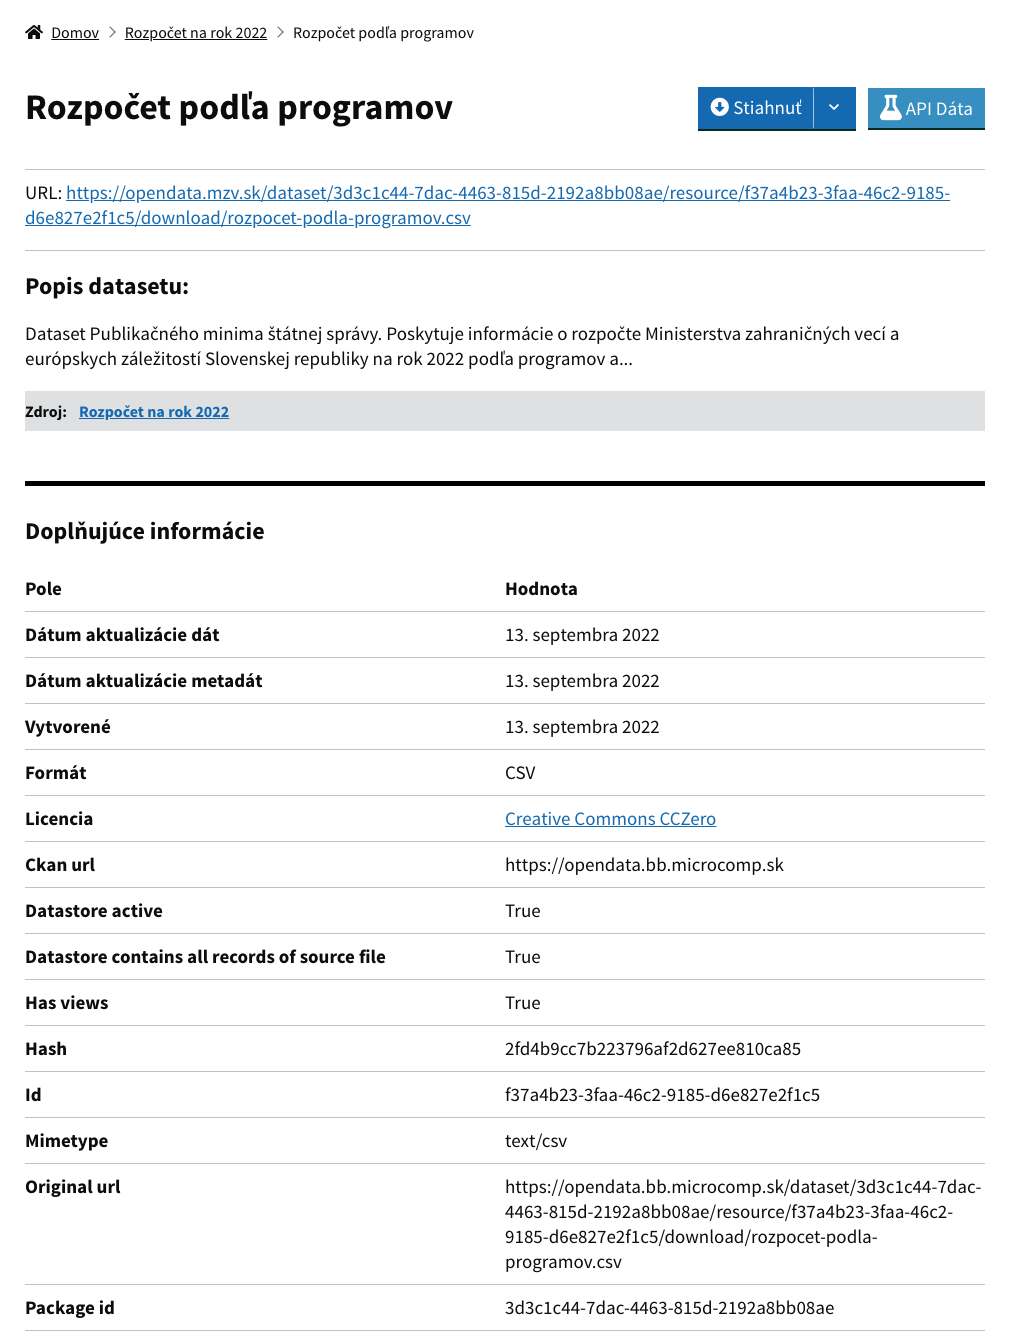 Domov > Rozpočet na rok 2022 > Rozpočet podľa programov
Rozpočet podľa programov
Stiahnuť
API Dáta
URL: https://opendata.mzv.sk/dataset/3d3c1c44-7dac-4463-815d-2192a8bb08ae/resource/f37a4b23-3faa-46c2-9185-
d6e827e2f1c5/download/rozpocet-podla-programov.csv
Popis datasetu:
Dataset Publikačného minima štátnej správy. Poskytuje informácie o rozpočte Ministerstva zahraničných vecí a
európskych záležitostí Slovenskej republiky na rok 2022 podľa programov a...
Zdroj: Rozpočet na rok 2022
Doplňujúce informácie
Pole Hodnota
Dátum aktualizácie dát 13. septembra 2022
Dátum aktualizácie metadát 13. septembra 2022
Vytvorené 13. septembra 2022
Formát CSV
Licencia Creative Commons CCZero
Ckan url https://opendata.bb.microcomp.sk
Datastore active True
Datastore contains all records of source file True
Has views True
Hash 2fd4b9cc7b223796af2d627ee810ca85
Id f37a4b23-3faa-46c2-9185-d6e827e2f1c5
Mimetype text/csv
Original url https://opendata.bb.microcomp.sk/dataset/3d3c1c44-7dac-
4463-815d-2192a8bb08ae/resource/f37a4b23-3faa-46c2-
9185-d6e827e2f1c5/download/rozpocet-podla-
programov.csv
Package id 3d3c1c44-7dac-4463-815d-2192a8bb08ae